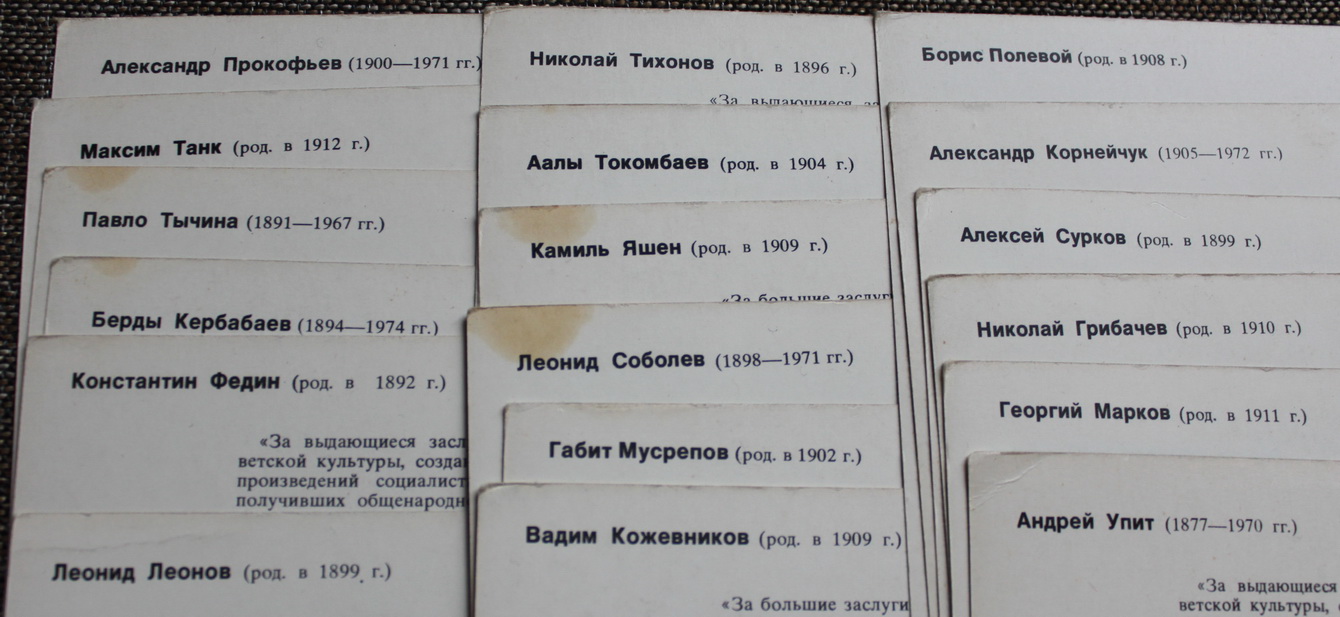 Александр Прокофьев (1900—1971 гг.)
Максим Танк (род. в 1912 г.)
Павло Тычина (1891—1967 гг.)
Берды Кербабаев (1894—1974 гг.)
Константин Федин (род. в 1892 г.)
«За выдающиеся засл
ветской культуры, созда
произведений социалист
получивших общенародн
Леонид Леонов (род. в 1899 г.)
Николай Тихонов (род. в 1896 г.)
«За выдающиеся за
Аалы Токомбаев (род. в 1904 г.)
Камиль Яшен (род. в 1909 г.)
«За большие заслуг
Леонид Соболев (1898—1971 гг.)
Габит Мусрепов (род. в 1902 г.)
Вадим Кожевников (род. в 1909 г.)
«За большие заслуги
Борис Полевой (род. в 1908 г.)
Александр Корнейчук (1905—1972 гг.)
Алексей Сурков (род. в 1899 г.)
Николай Грибачев (род. в 1910 г.)
Георгий Марков (род. в 1911 г.)
Андрей Упит (1877—1970 гг.)
«За выдающиеся
ветской культуры,